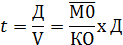 t = Д/V = М0/КО х Д